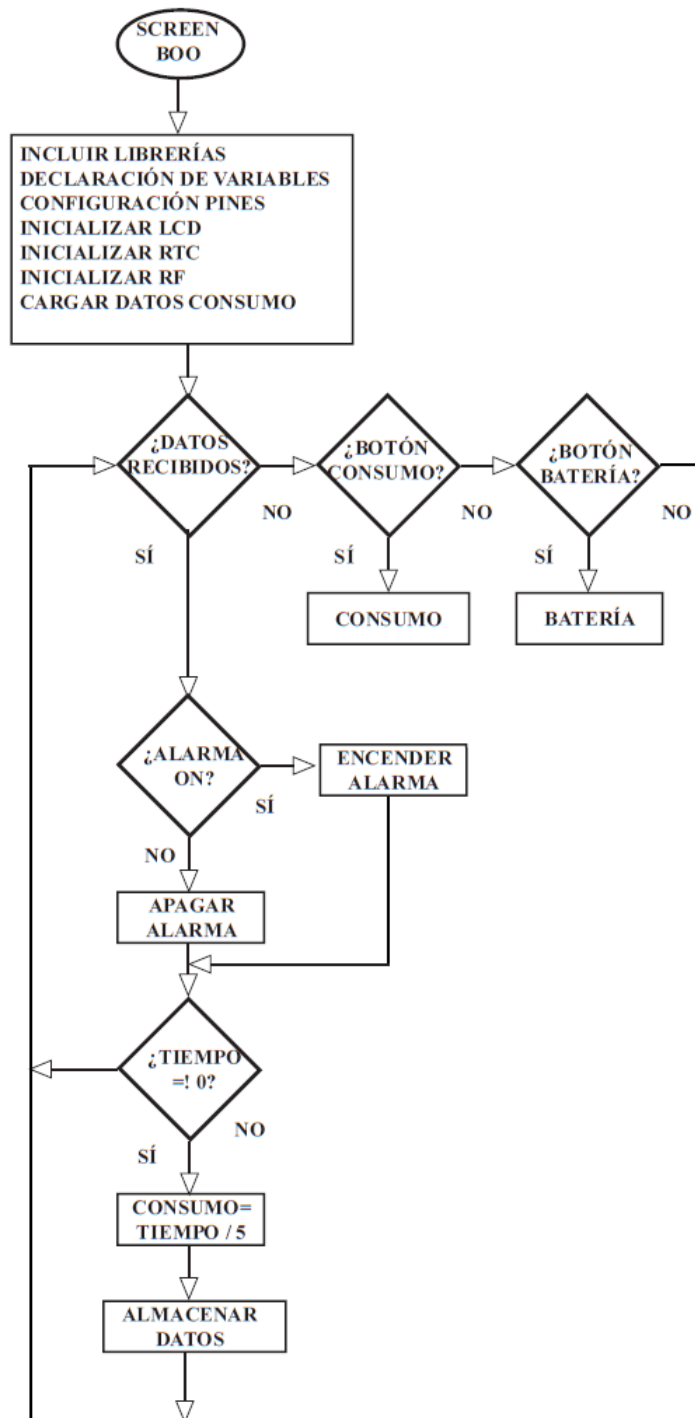 SCREEN
BOO
INCLUIR LIBRERÍAS
DECLARACIÓN DE VARIABLES
CONFIGURACIÓN PINES
INICIALIZAR LCD
INICIALIZAR RTC
INICIALIZAR RF
CARGAR DATOS CONSUMO
¿DATOS
RECIBIDOS?
NO
SÍ
¿BOTÓN
CONSUMO?
NO
SÍ
CONSUMO
¿BOTÓN
BATERÍA?
NO
SÍ
BATERÍA
¿ALARMA
ON?
SÍ
NO
ENCENDER
ALARMA
APAGAR
ALARMA
¿TIEMPO
=! 0?
NO
SÍ
CONSUMO=
TIEMPO / 5
ALMACENAR
DATOS